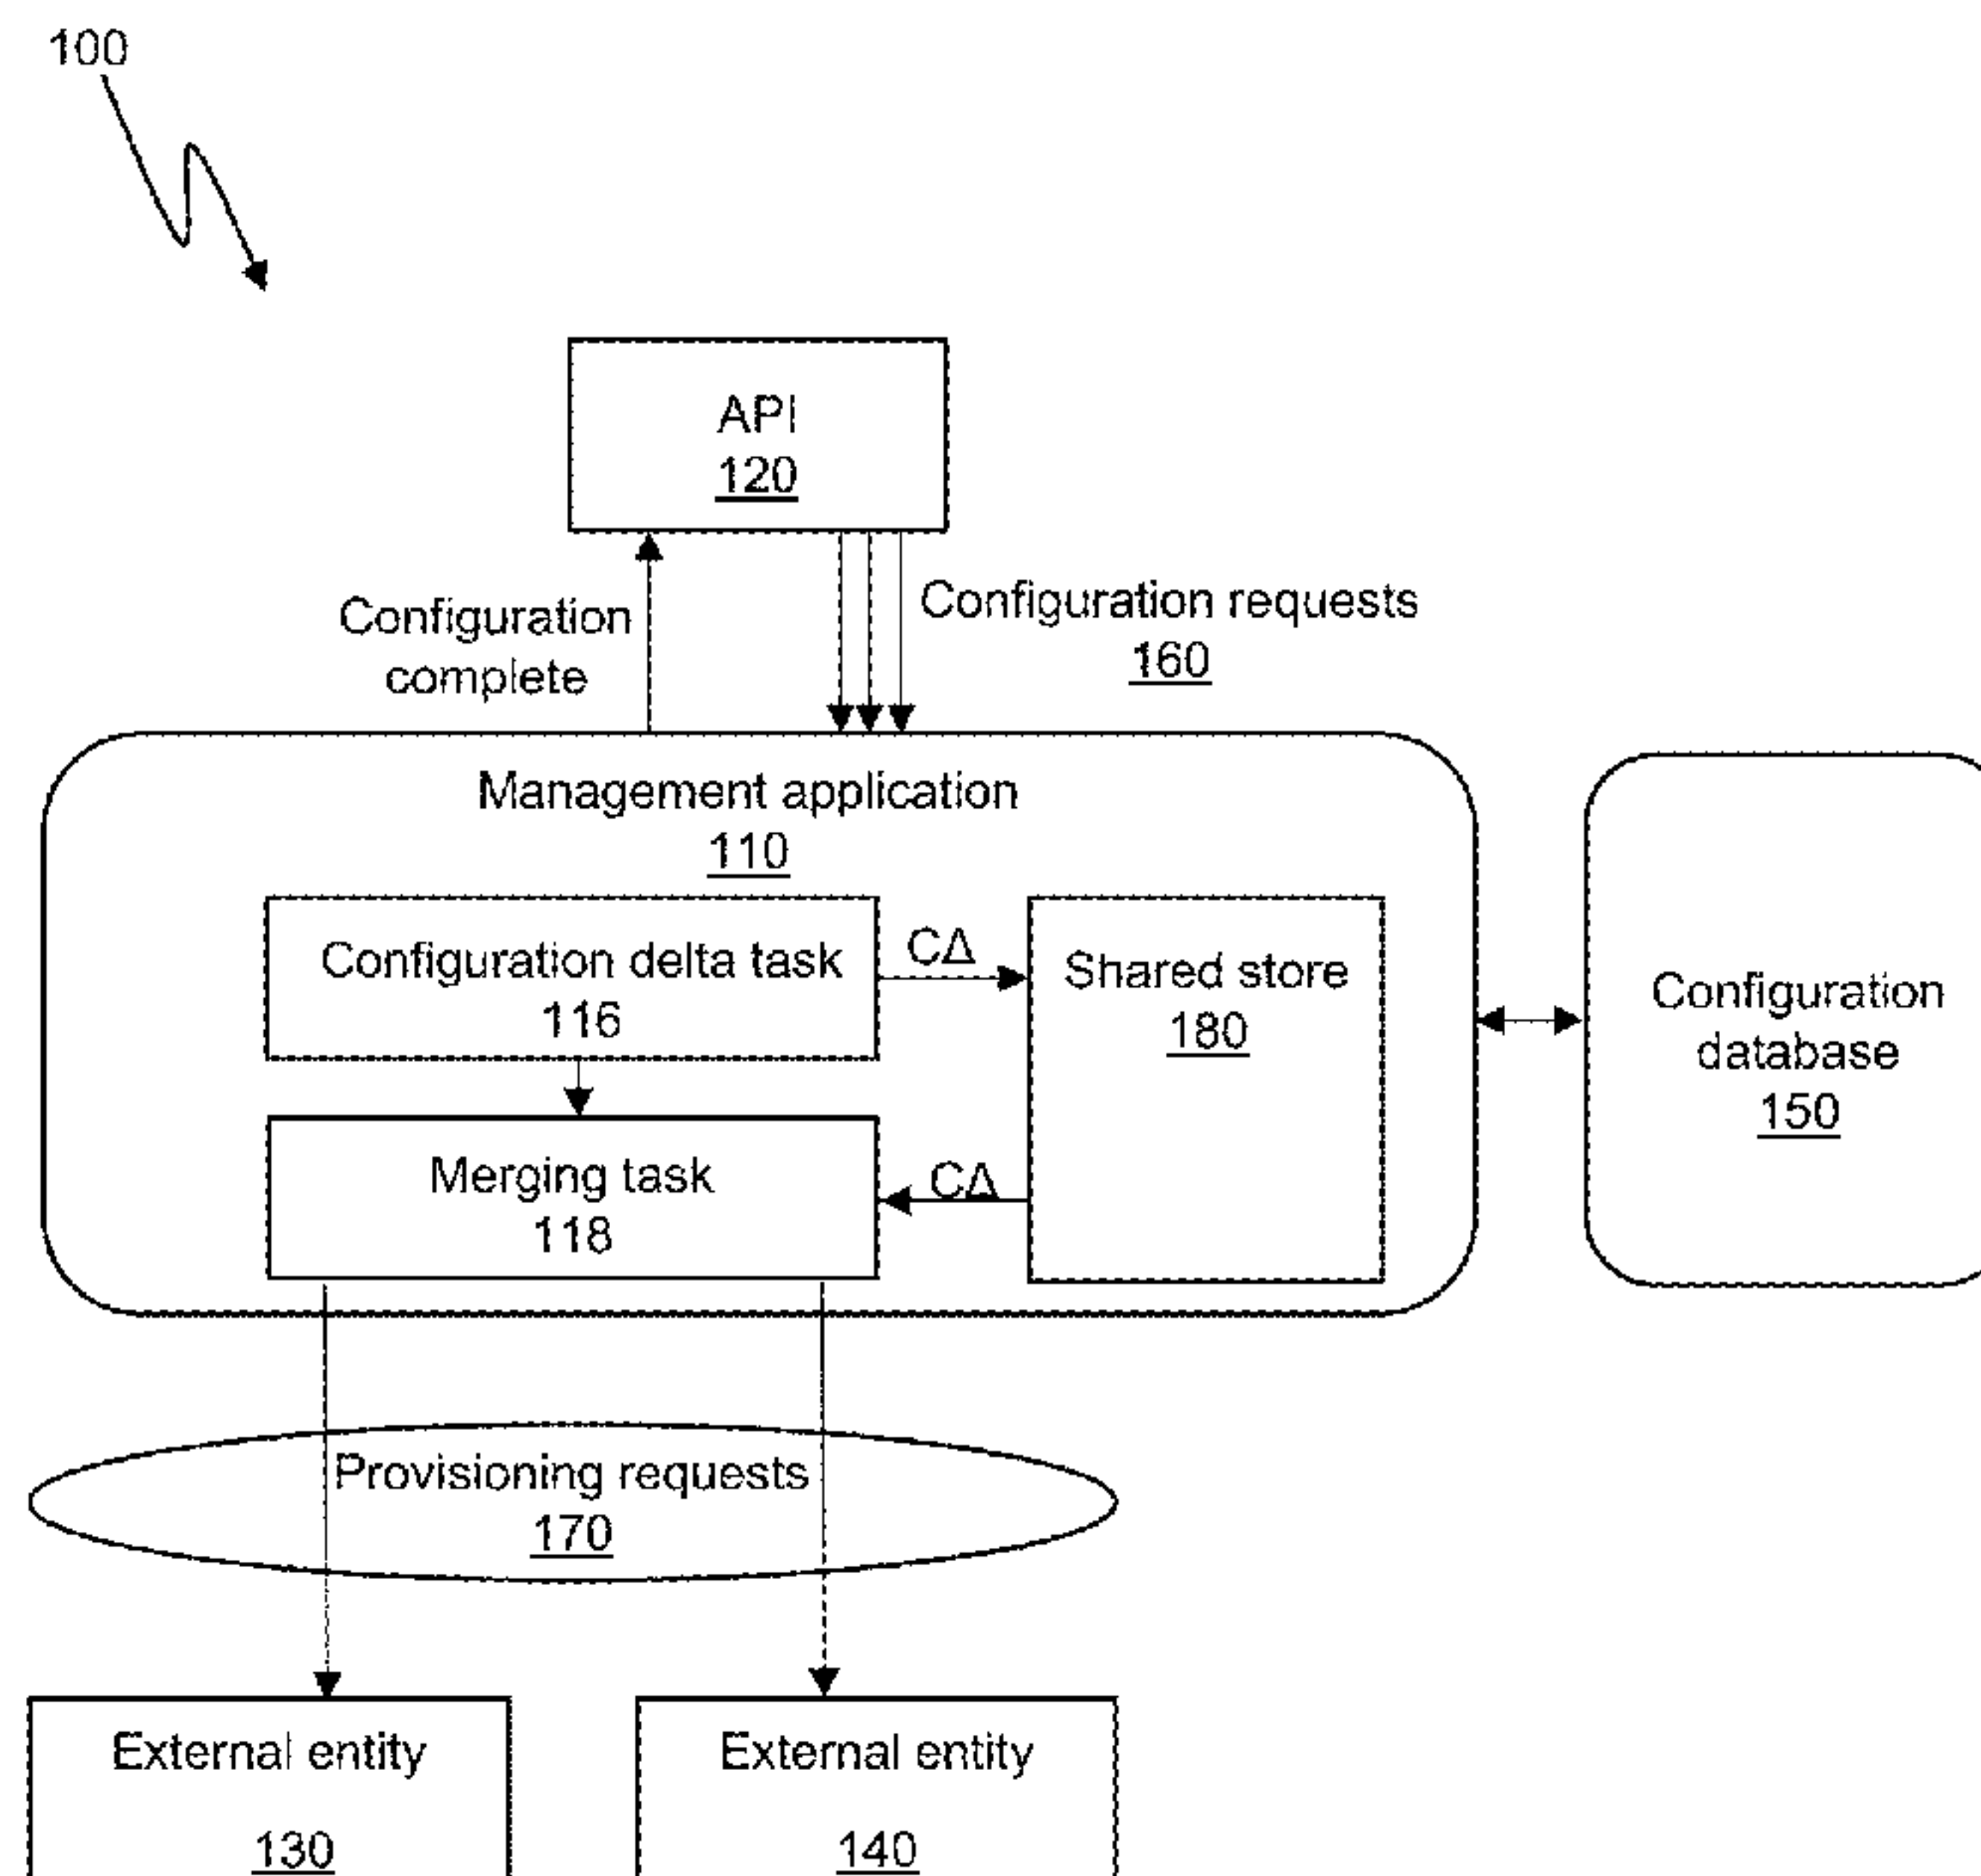 100
API
120
Configuration
complete
Configuration requests
160
Management application
110
Configuration delta task
116
CΔ
Shared store
180
Merging task
118
CΔ
Configuration
database
150
Provisioning requests
170
External entity
130
External entity
140